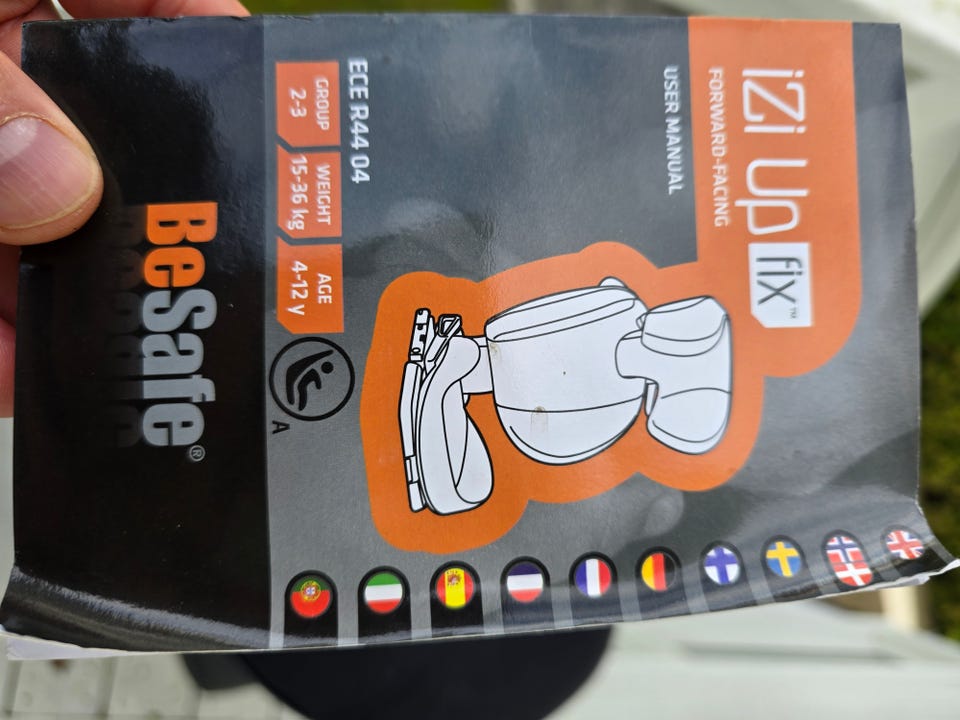 iZi Up fix™
FORWARD-FACING
USER MANUAL
ECE R44 04
GROUP
2-3
WEIGHT
15-36 kg
AGE
4-12 y
A
BeSafe®